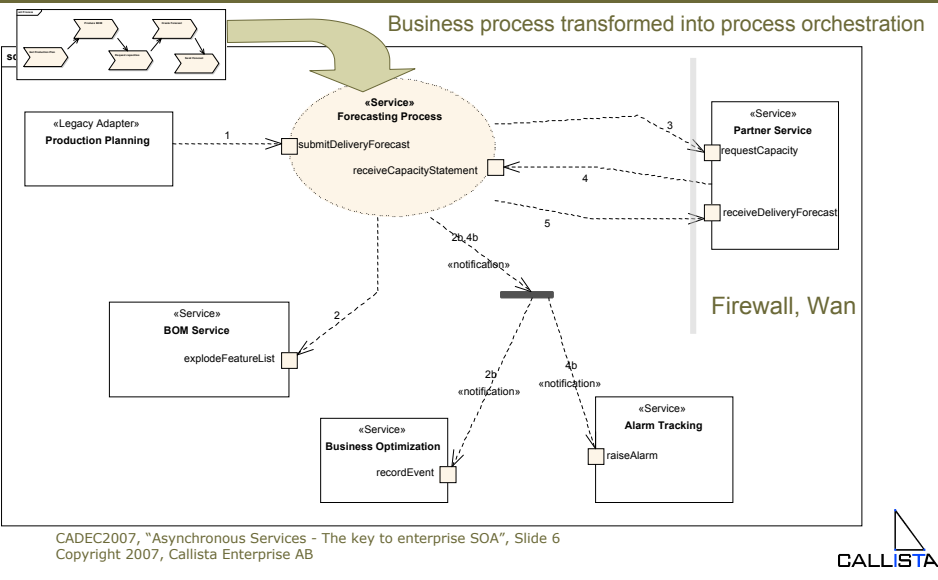 Business process transformed into process orchestration
«Legacy Adapter»
Production Planning
1
«Service»
Forecasting Process
submitDeliveryForecast
receiveCapacityStatement
3
4
5
«Service»
Partner Service
requestCapacity
receiveDeliveryForecast
2b,4b
«notification»
Firewall, Wan
2
«Service»
BOM Service
explodeFeatureList
2b
«notification»
4b
«notification»
«Service»
Business Optimization
recordEvent
«Service»
Alarm Tracking
raiseAlarm
CADEC2007, "Asynchronous Services - The key to enterprise SOA", Slide 6
Copyright 2007, Callista Enterprise AB
CALLISTA